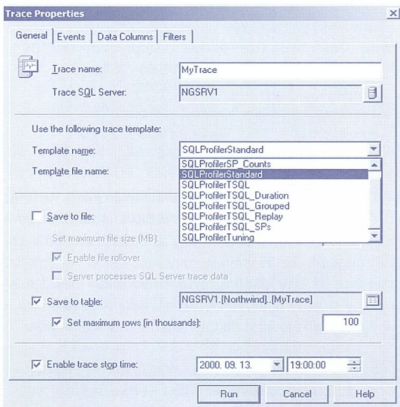 Trace Properties
General Events Data Columns Filters
Trace name: MyTrace
Trace SQL Server: NGSRV1
Use the following trace template:
Template name: SQLProfilerStandard
Template file name:
SQLProfilerSP_Counts
SQLProfilerStandard
SQLProfilerTSQL
SQLProfilerTSQL_Duration
SQLProfilerTSQL_Grouped
SQLProfilerTSQL_Replay
SQLProfilerTSQL_SPs
SQLProfilerTuning
Save to file:
Set maximum file size (MB):
Enable file rollover
Server processes SQL Server trace data
Save to table: NGSRV1.[Northwind]..[MyTrace]
Set maximum rows (in thousands): 100
Enable trace stop time: 2000. 09. 13. 19:00:00
Run Cancel Help